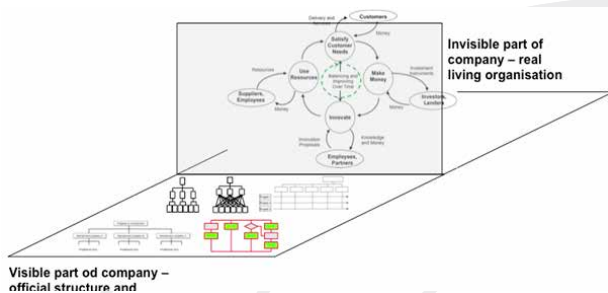 Customers
Delivery and
Money
Satisfy
Customer
Needs
Invisible part of
company – real
living organisation
Resources
Use
Resources
Balancing and
Improving
Over Time
Make
Money
Investment
Instruments
Suppliers,
Employees
Money
Money
Investors,
Lenders
Innovate
Innovation
Proposals
Knowledge
and Money
Employees,
Partners
Visible part od company –
official structure and